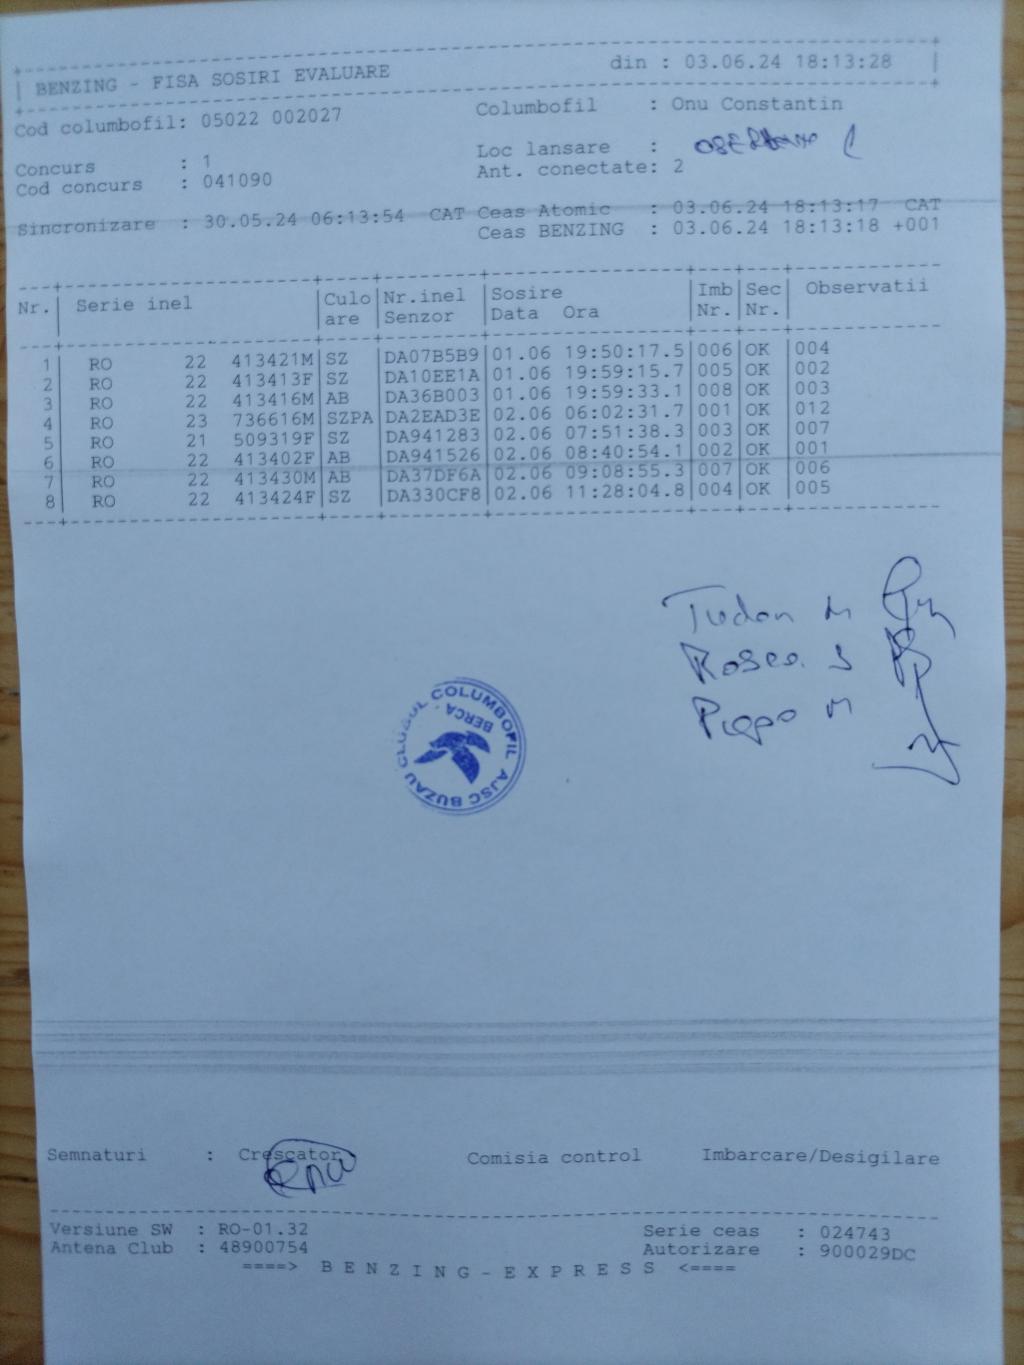 BENZING - FISA SOSIRI EVALUARE din : 03.06.24 18:13:28
Cod columbofil: 05022 002027 Columbofil : Onu Constantin
Concurs : 1 Loc lansare :
Cod concurs : 041090 Ant. conectate: 2
Sincronizare : 30.05.24 06:13:54 CAT Ceas Atomic : 03.06.24 18:13:17 CAT
Ceas BENZING : 03.06.24 18:13:18 +001
Nr. Serie inel Culo Nr.inel Sosire Imb Sec Observatii
are Senzor Data Ora Nr. Nr.
1 RO 22 413421M SZ DA07B5B9 01.06 19:50:17.5 006 OK 004
2 RO 22 413413F SZ DA10EE1A 01.06 19:59:15.7 005 OK 002
3 RO 22 413416M AB DA36B003 01.06 19:59:33.1 008 OK 003
4 RO 23 736616M SZPA DA2EAD3E 02.06 06:02:31.7 001 OK 012
5 RO 21 509319F SZ DA941283 02.06 07:51:38.3 003 OK 007
6 RO 22 413402F AB DA941526 02.06 08:40:54.1 002 OK 001
7 RO 22 413430M AB DA37DF6A 02.06 09:08:55.3 007 OK 006
8 RO 22 413424F SZ DA330CF8 02.06 11:28:04.8 004 OK 005
Tudor M
Rosca S
Popa M
CLUBUL COLUMBOFIL AJSC BUZAU
BERCA
Semnaturi : Crescator Comisia control Imbarcare/Desigilare
Versiune SW : RO-01.32 Serie ceas : 024743
Antena Club : 48900754 Autorizare : 900029DC
====> BENZING-EXPRESS <====